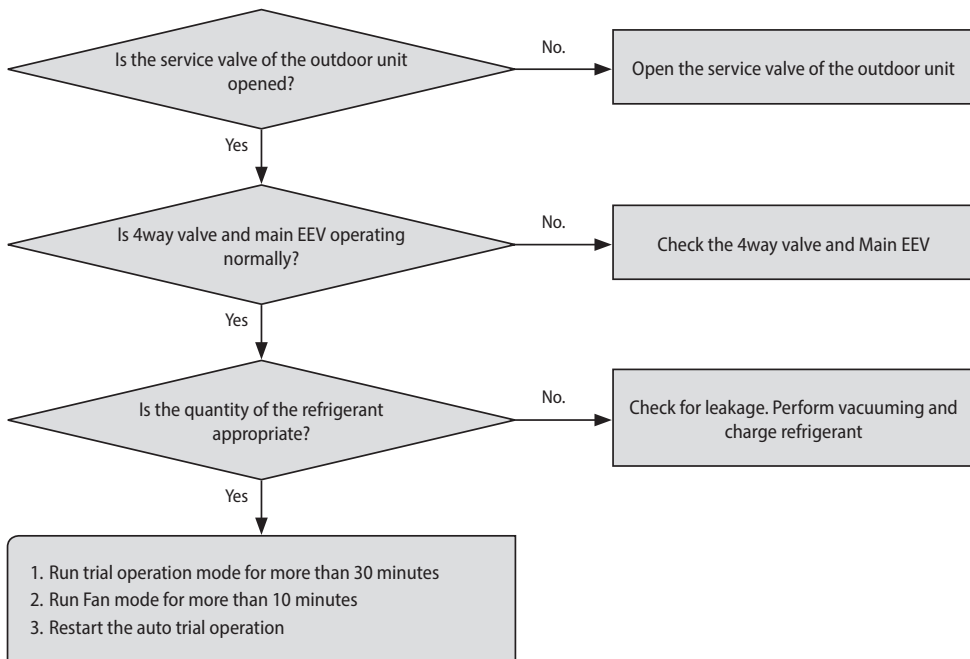 Is the service valve of the outdoor unit
opened?
No.
Open the service valve of the outdoor unit
Yes
Is 4way valve and main EEV operating
normally?
No.
Check the 4way valve and Main EEV
Yes
Is the quantity of the refrigerant
appropriate?
No.
Check for leakage. Perform vacuuming and
charge refrigerant
Yes
1. Run trial operation mode for more than 30 minutes
2. Run Fan mode for more than 10 minutes
3. Restart the auto trial operation